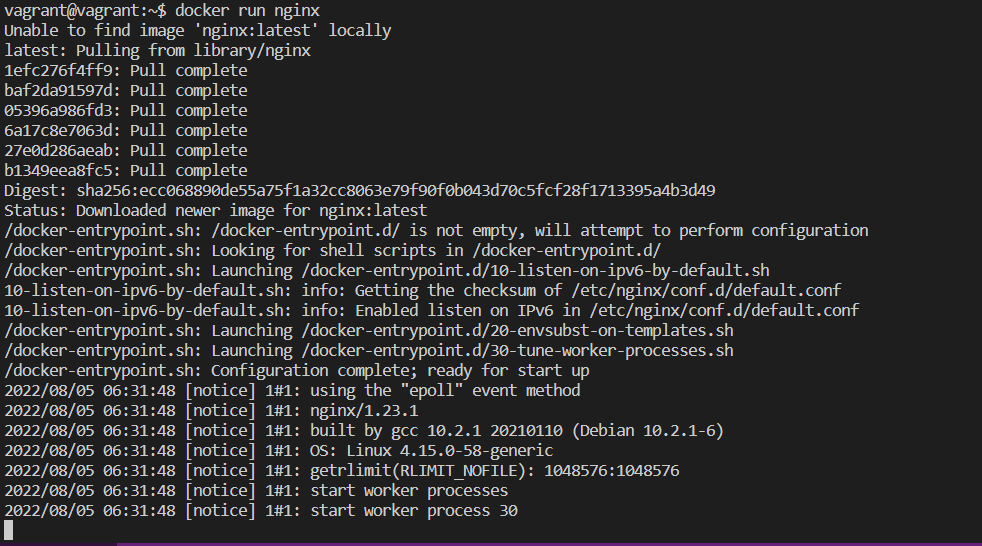 vagrant@vagrant:~$ docker run nginx
Unable to find image 'nginx:latest' locally
latest: Pulling from library/nginx
1efc276f4ff9: Pull complete
baf2da91597d: Pull complete
05396a986fd3: Pull complete
6a17c8e7063d: Pull complete
27e0d286aeab: Pull complete
b1349eea8fc5: Pull complete
Digest: sha256:ecc068890de55a75f1a32cc8063e79f90f0b043d70c5fcf28f1713395a4b3d49
Status: Downloaded newer image for nginx:latest
/docker-entrypoint.sh: /docker-entrypoint.d/ is not empty, will attempt to perform configuration
/docker-entrypoint.sh: Looking for shell scripts in /docker-entrypoint.d/
/docker-entrypoint.sh: Launching /docker-entrypoint.d/10-listen-on-ipv6-by-default.sh
10-listen-on-ipv6-by-default.sh: info: Getting the checksum of /etc/nginx/conf.d/default.conf
10-listen-on-ipv6-by-default.sh: info: Enabled listen on IPv6 in /etc/nginx/conf.d/default.conf
/docker-entrypoint.sh: Launching /docker-entrypoint.d/20-envsubst-on-templates.sh
/docker-entrypoint.sh: Launching /docker-entrypoint.d/30-tune-worker-processes.sh
/docker-entrypoint.sh: Configuration complete; ready for start up
2022/08/05 06:31:48 [notice] 1#1: using the "epoll" event method
2022/08/05 06:31:48 [notice] 1#1: nginx/1.23.1
2022/08/05 06:31:48 [notice] 1#1: built by gcc 10.2.1 20210110 (Debian 10.2.1-6)
2022/08/05 06:31:48 [notice] 1#1: OS: Linux 4.15.0-58-generic
2022/08/05 06:31:48 [notice] 1#1: getrlimit(RLIMIT_NOFILE): 1048576:1048576
2022/08/05 06:31:48 [notice] 1#1: start worker processes
2022/08/05 06:31:48 [notice] 1#1: start worker process 30